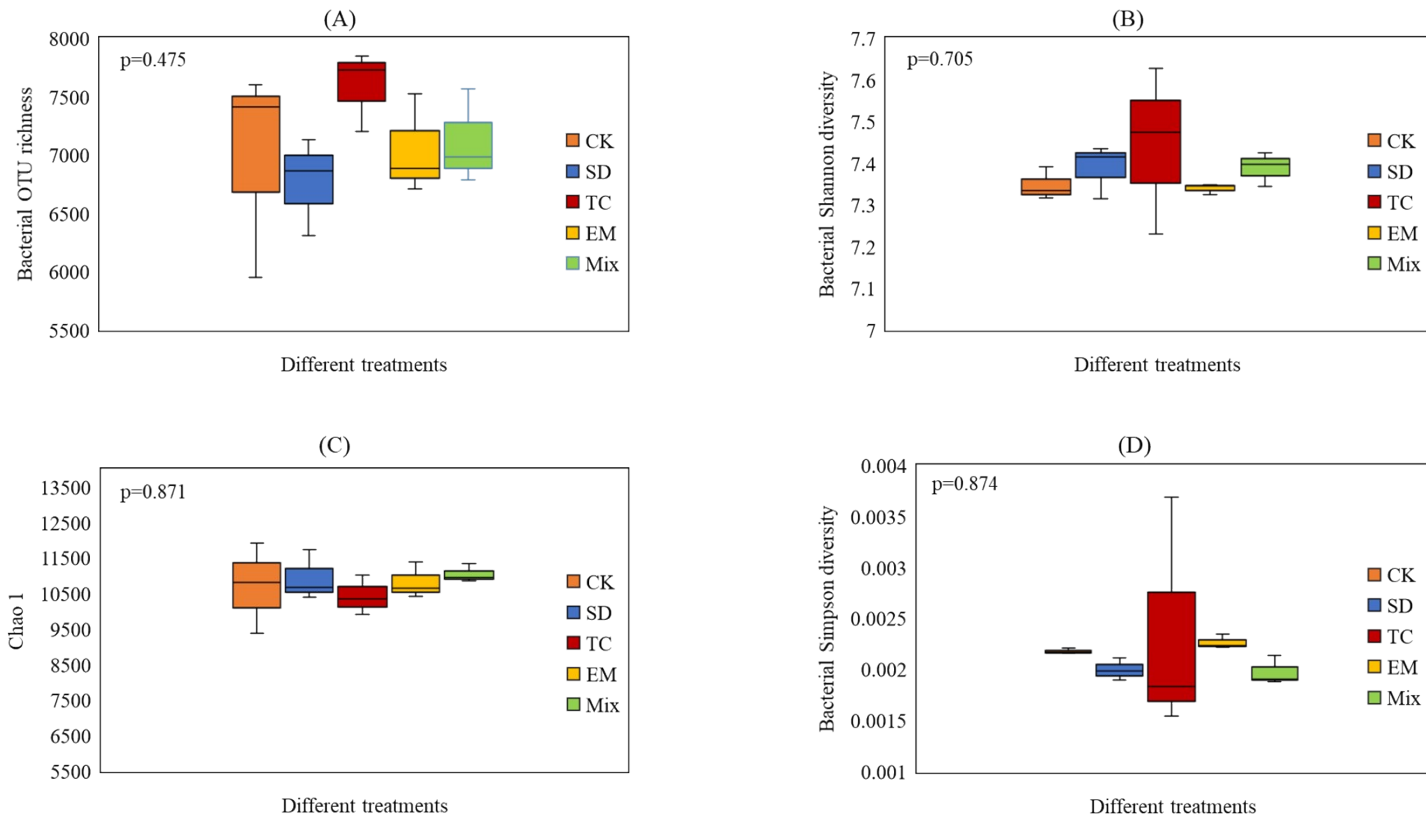 (A)
8000
7500
7000
6500
6000
5500
Bacterial OTU richness
p=0.475
CK
SD
TC
EM
Mix
Different treatments
(B)
7.7
7.6
7.5
7.4
7.3
7.2
7.1
7
Bacterial Shannon diversity
p=0.705
CK
SD
TC
EM
Mix
Different treatments
(C)
13500
12500
11500
10500
9500
8500
7500
6500
5500
Chao 1
p=0.871
CK
SD
TC
EM
Mix
Different treatments
(D)
0.004
0.0035
0.003
0.0025
0.002
0.0015
0.001
Bacterial Simpson diversity
p=0.874
CK
SD
TC
EM
Mix
Different treatments